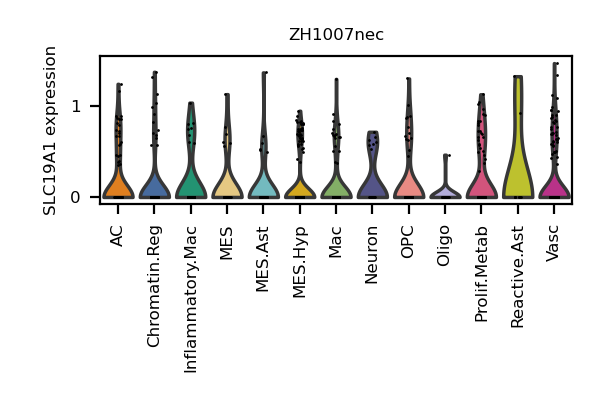 ZH1007nec
SLC19A1 expression
1
0
AC
Chromatin.Reg
Inflammatory.Mac
MES
MES.Ast
MES.Hyp
Mac
Neuron
OPC
Oligo
Prolif.Metab
Reactive.Ast
Vasc